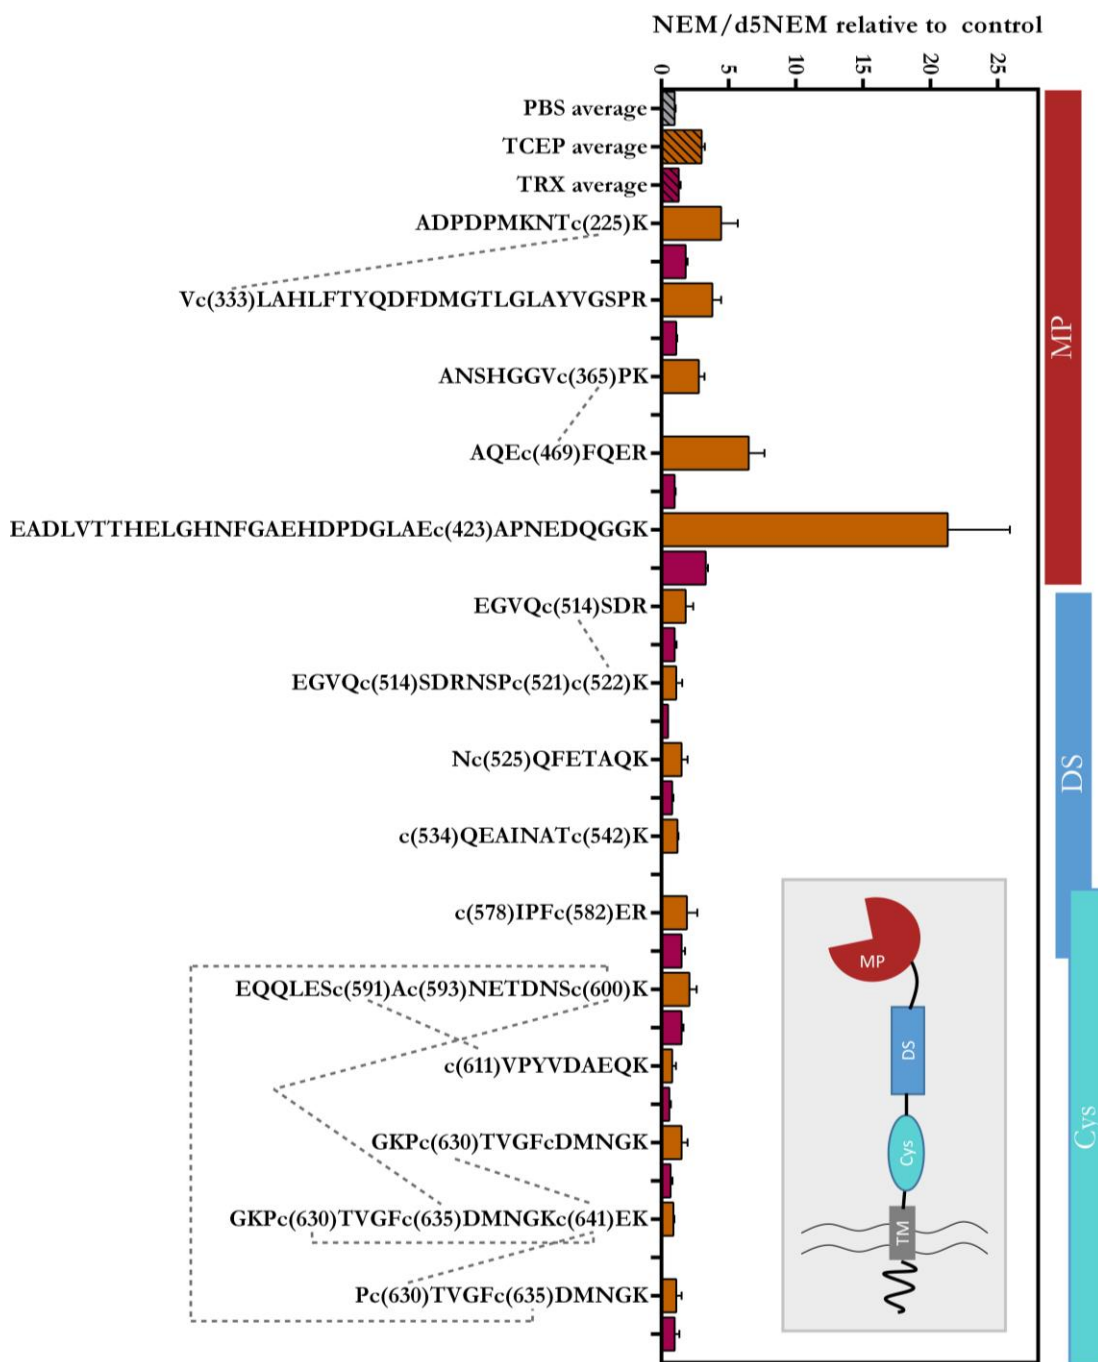 NEM/d5NEM relative to control
0 5 10 15 20 25
PBS average
TCEP average
TRX average
ADPDPMKNTc(225)K
Vc(333)LAHLFTYQDFDMGTLGLAYVGSPR
ANSHGGVc(365)PK
AQEc(469)FQER
EADLVTTHELGHNFGAEHDPDGLAEc(423)APNEDQGGK
EGVQc(514)SDR
EGVQc(514)SDRNSPc(521)c(522)K
Nc(525)QFETAQK
c(534)QEAINATc(542)K
c(578)IPFc(582)ER
EQQLESc(591)Ac(593)NETDNSc(600)K
c(611)VPYVDAEQK
GKPc(630)TVGFcDMNGK
GKPc(630)TVGFc(635)DMNGKc(641)EK
Pc(630)TVGFc(635)DMNGK
MP
DS
Cys
MP
DS
Cys
TM